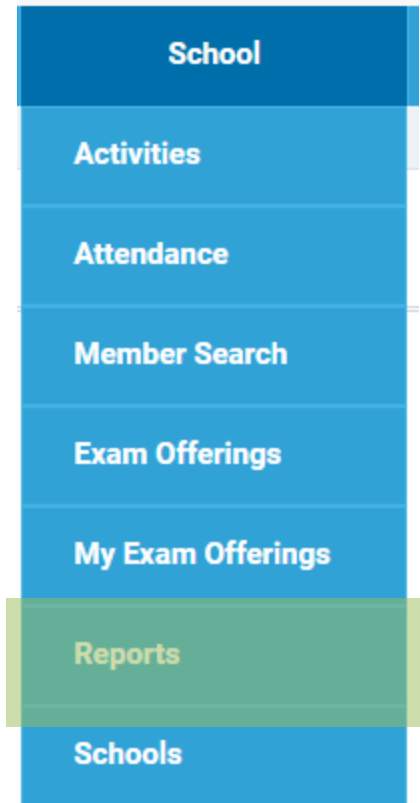 School
Activities
Attendance
Member Search
Exam Offerings
My Exam Offerings
Reports
Schools